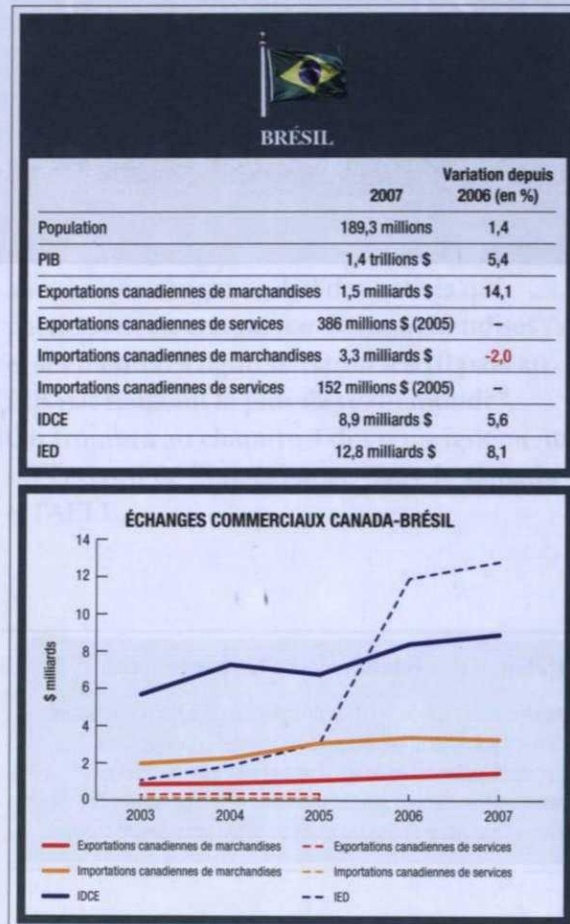 BRÉSIL
2007 Variation depuis 2006 (en %)
Population 189,3 millions 1,4
PIB 1,4 trillions $ 5,4
Exportations canadiennes de marchandises 1,5 milliards $ 14,1
Exportations canadiennes de services 386 millions $ (2005)
Importations canadiennes de marchandises 3,3 milliards $ -2,0
Importations canadiennes de services 152 millions $ (2005) –
IDCE 8,9 milliards $ 5,6
IED 12,8 milliards $ 8,1
ÉCHANGES COMMERCIAUX CANADA-BRÉSIL
$ milliards
14
12
10
8
6
4
2
0
2003 2004 2005 2006 2007
Exportations canadiennes de marchandises Exportations canadiennes de services
Importations canadiennes de marchandises Importations canadiennes de services
IDCE IED